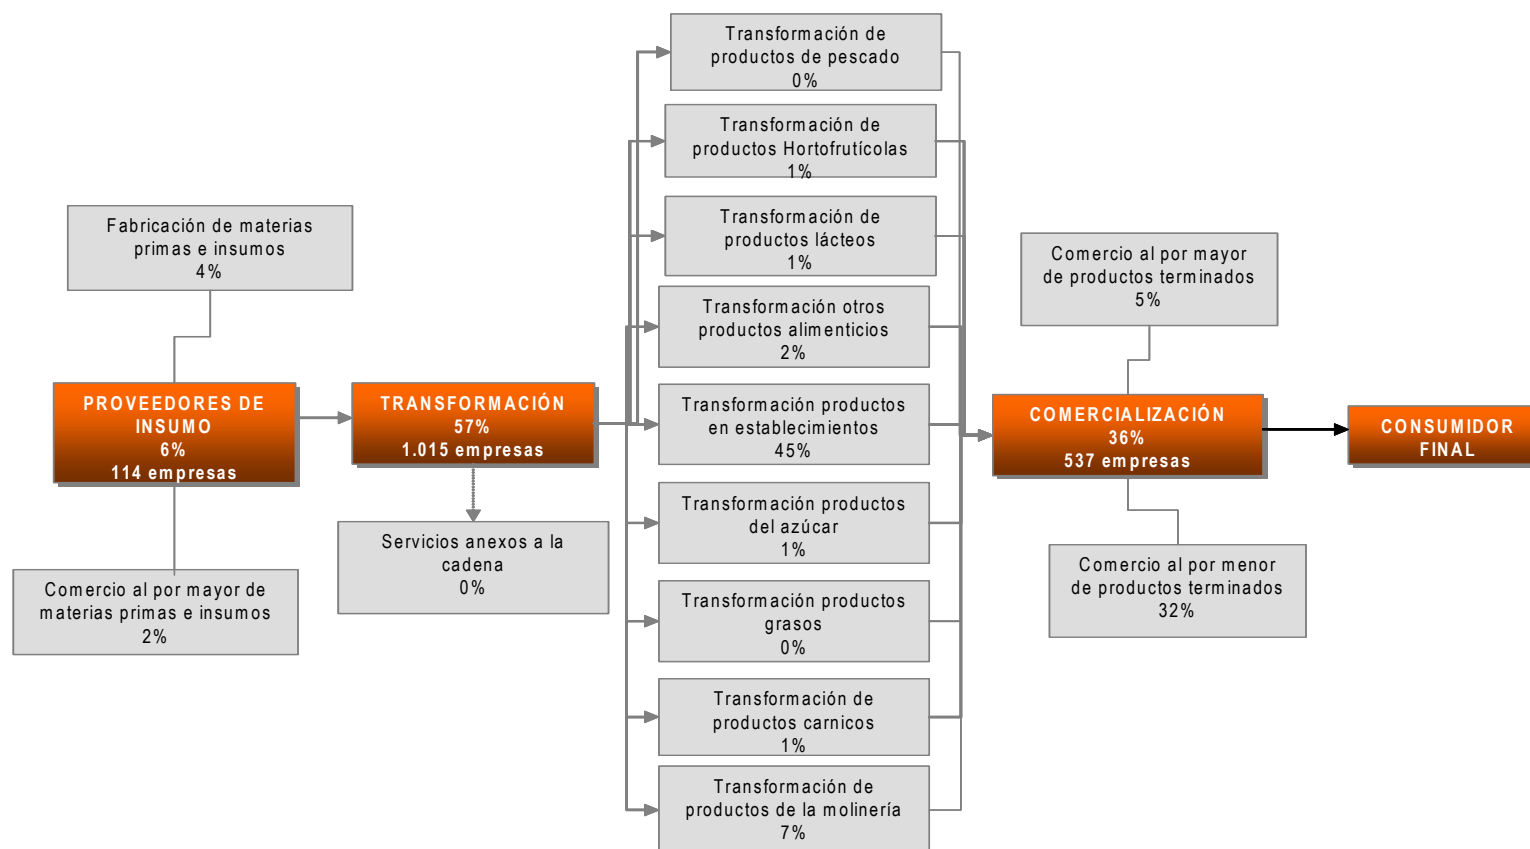 Transformación de
productos de pescado
0%
Transformación de
productos Hortofrutícolas
1%
Fabricación de materias
primas e insumos
4%
Transformación de
productos lácteos
1%
Comercio al por mayor
de productos terminados
5%
Transformación otros
productos alimenticios
2%
PROVEEDORES DE
INSUMO
6%
114 empresas
TRANSFORMACIÓN
57%
1.015 empresas
Transformación productos
en establecimientos
45%
COMERCIALIZACIÓN
36%
537 empresas
CONSUMIDOR
FINAL
Transformación productos
del azúcar
1%
Servicios anexos a la
cadena
0%
Comercio al por mayor de
materias primas e insumos
2%
Comercio al por menor
de productos terminados
32%
Transformación productos
grasos
0%
Transformación de
productos carnicos
1%
Transformación de
productos de la molinería
7%